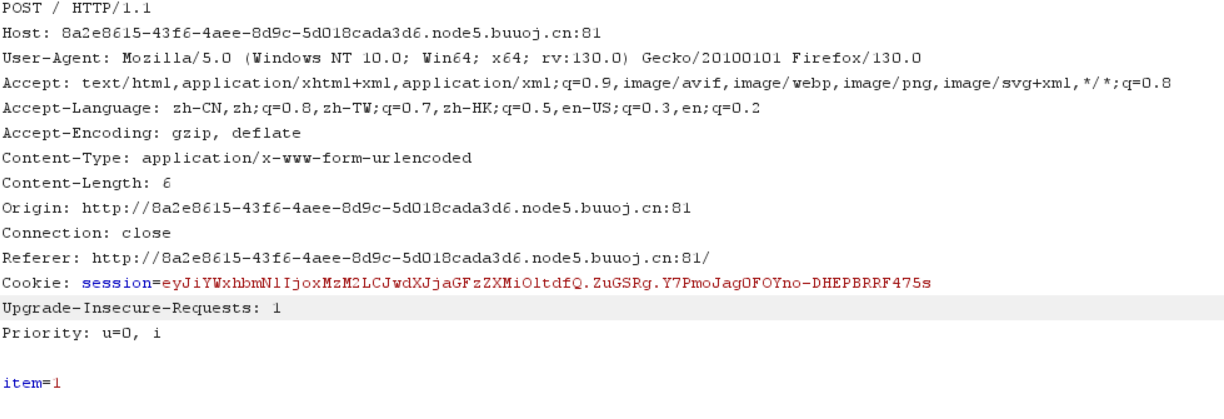 POST / HTTP/1.1
Host: 8a2e8615-43f6-4aee-8d9c-5d018cada3d6.node5.buuoj.cn:81
User-Agent: Mozilla/5.0 (Windows NT 10.0; Win64; x64; rv:130.0) Gecko/20100101 Firefox/130.0
Accept: text/html,application/xhtml+xml,application/xml;q=0.9,image/avif,image/webp,image/png,image/svg+xml,*/*;q=0.8
Accept-Language: zh-CN,zh;q=0.8,zh-TW;q=0.7,zh-HK;q=0.5,en-US;q=0.3,en;q=0.2
Accept-Encoding: gzip, deflate
Content-Type: application/x-www-form-urlencoded
Content-Length: 6
Origin: http://8a2e8615-43f6-4aee-8d9c-5d018cada3d6.node5.buuoj.cn:81
Connection: close
Referer: http://8a2e8615-43f6-4aee-8d9c-5d018cada3d6.node5.buuoj.cn:81/
Cookie: session=eyJiYWxhbmNlIjoxMzM2LCJwdXJjaGFzZXMiOltdfQ.ZuGSRg.Y7PmoJagOFOYno-DHEPBRRF475s
Upgrade-Insecure-Requests: 1
Priority: u=0, i
item=1